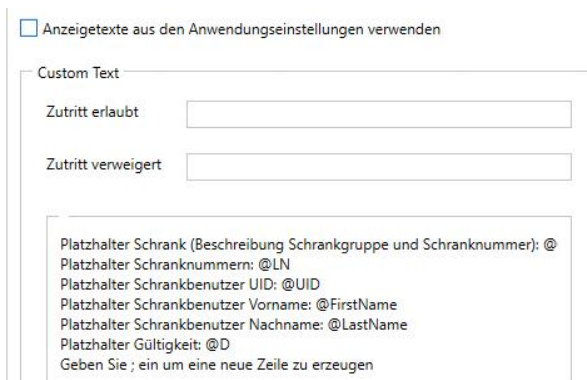 Anzeigetexte aus den Anwendungseinstellungen verwenden
Custom Text
Zutritt erlaubt
Zutritt verweigert
Platzhalter Schrank (Beschreibung Schrankgruppe und Schranknummer): @
Platzhalter Schranknummern: @LN
Platzhalter Schrankbenutzer UID: @UID
Platzhalter Schrankbenutzer Vorname: @FirstName
Platzhalter Schrankbenutzer Nachname: @LastName
Platzhalter Gültigkeit: @D
Geben Sie ; ein um eine neue Zeile zu erzeugen